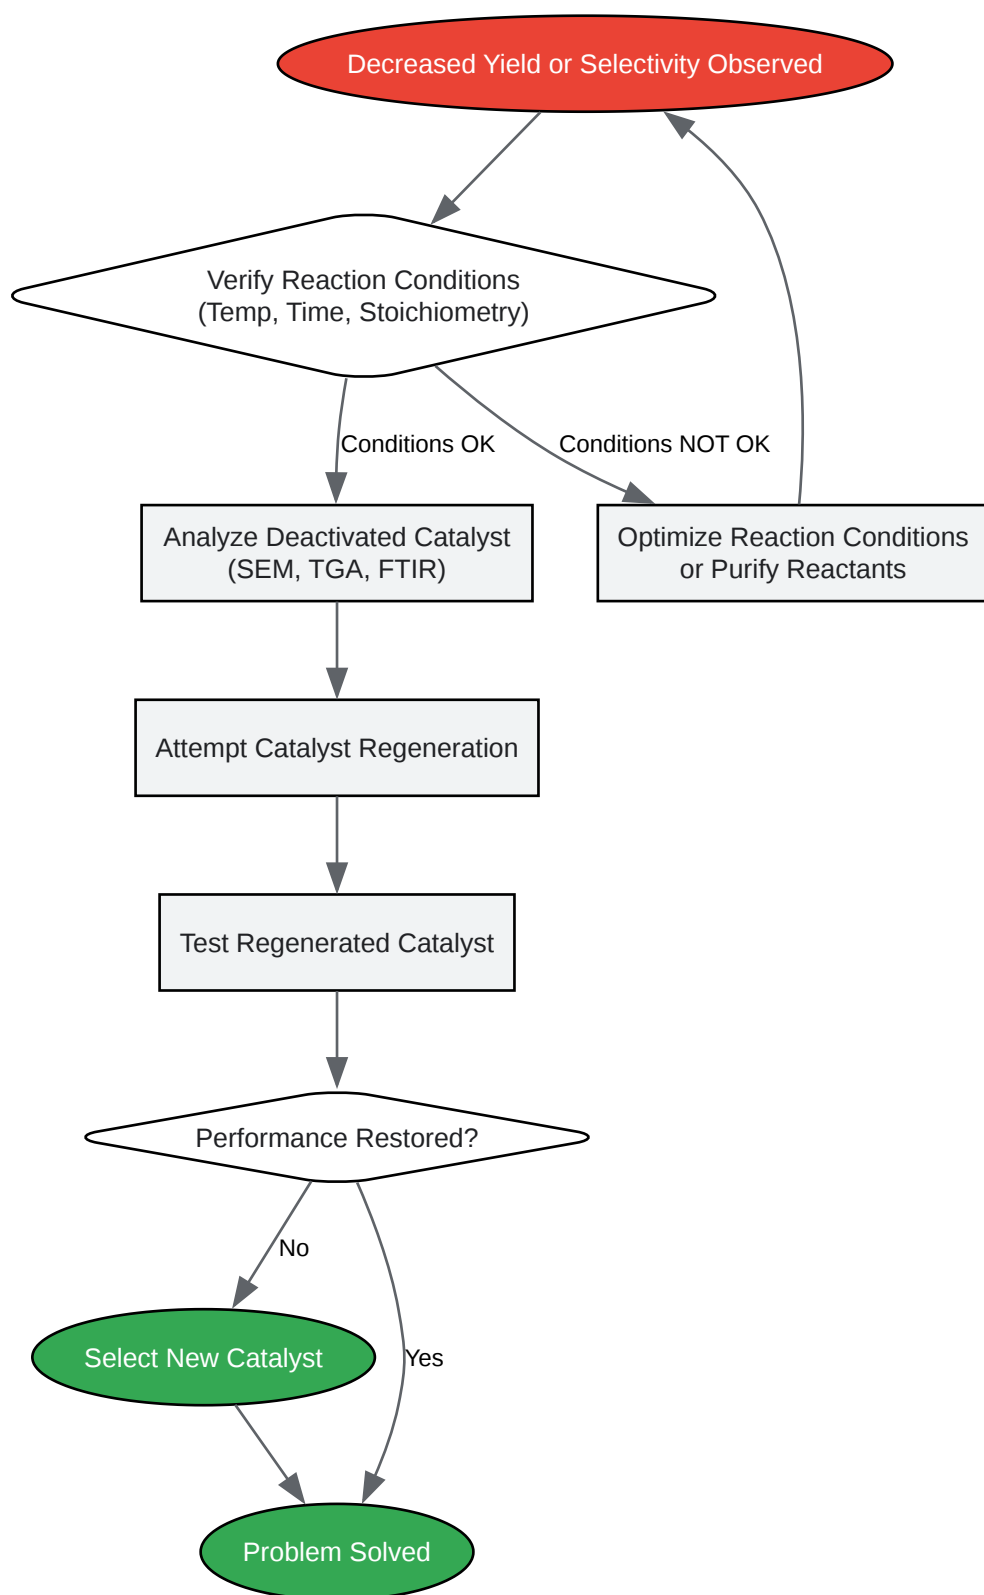 Decreased Yield or Selectivity Observed
Verify Reaction Conditions
(Temp, Time, Stoichiometry)
Conditions OK
Conditions NOT OK
Analyze Deactivated Catalyst
(SEM, TGA, FTIR)
Optimize Reaction Conditions
or Purify Reactants
Attempt Catalyst Regeneration
Test Regenerated Catalyst
Performance Restored?
No
Select New Catalyst
Yes
Problem Solved